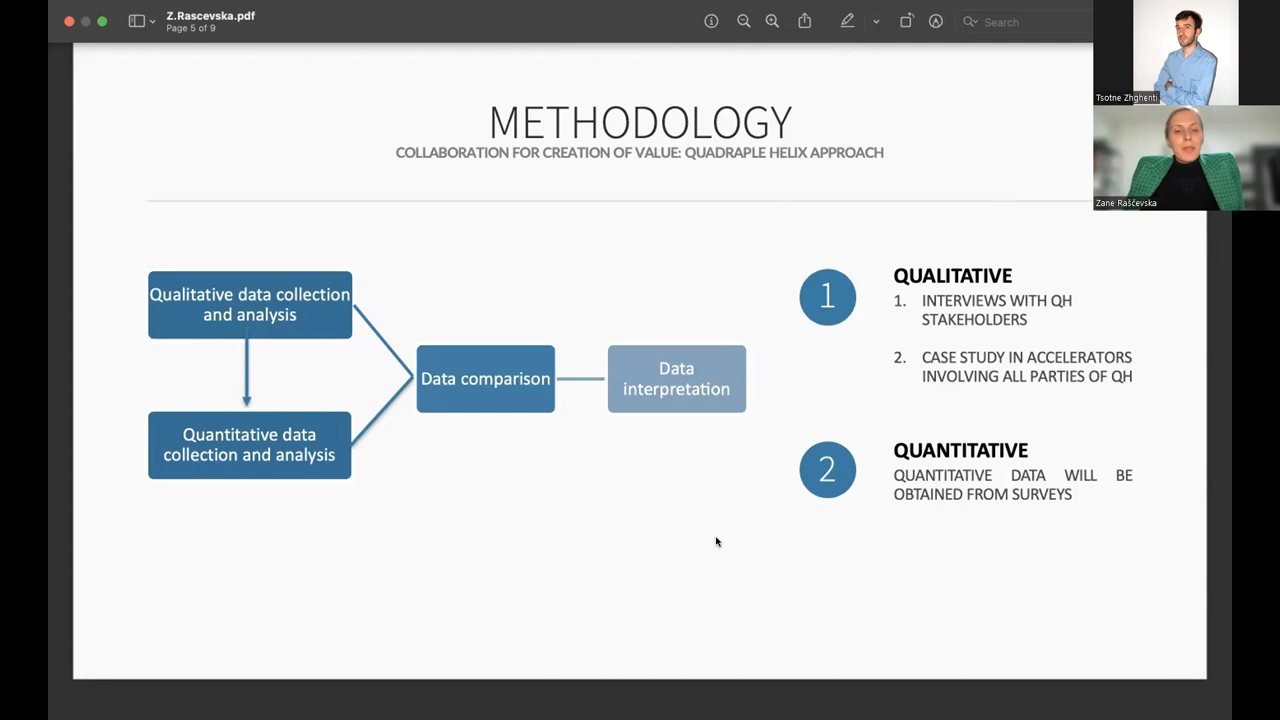 Z.Rascevska.pdf
Page 5 of 9
Search
Tsotne Zhghenti
Zane Raščevska
METHODOLOGY
COLLABORATION FOR CREATION OF VALUE: QUADRAPLE HELIX APPROACH
Qualitative data collection
and analysis
Quantitative data
collection and analysis
Data comparison
Data
interpretation
1
QUALITATIVE
1. INTERVIEWS WITH QH
STAKEHOLDERS
2. CASE STUDY IN ACCELERATORS
INVOLVING ALL PARTIES OF QH
2
QUANTITATIVE
QUANTITATIVE DATA WILL BE
OBTAINED FROM SURVEYS